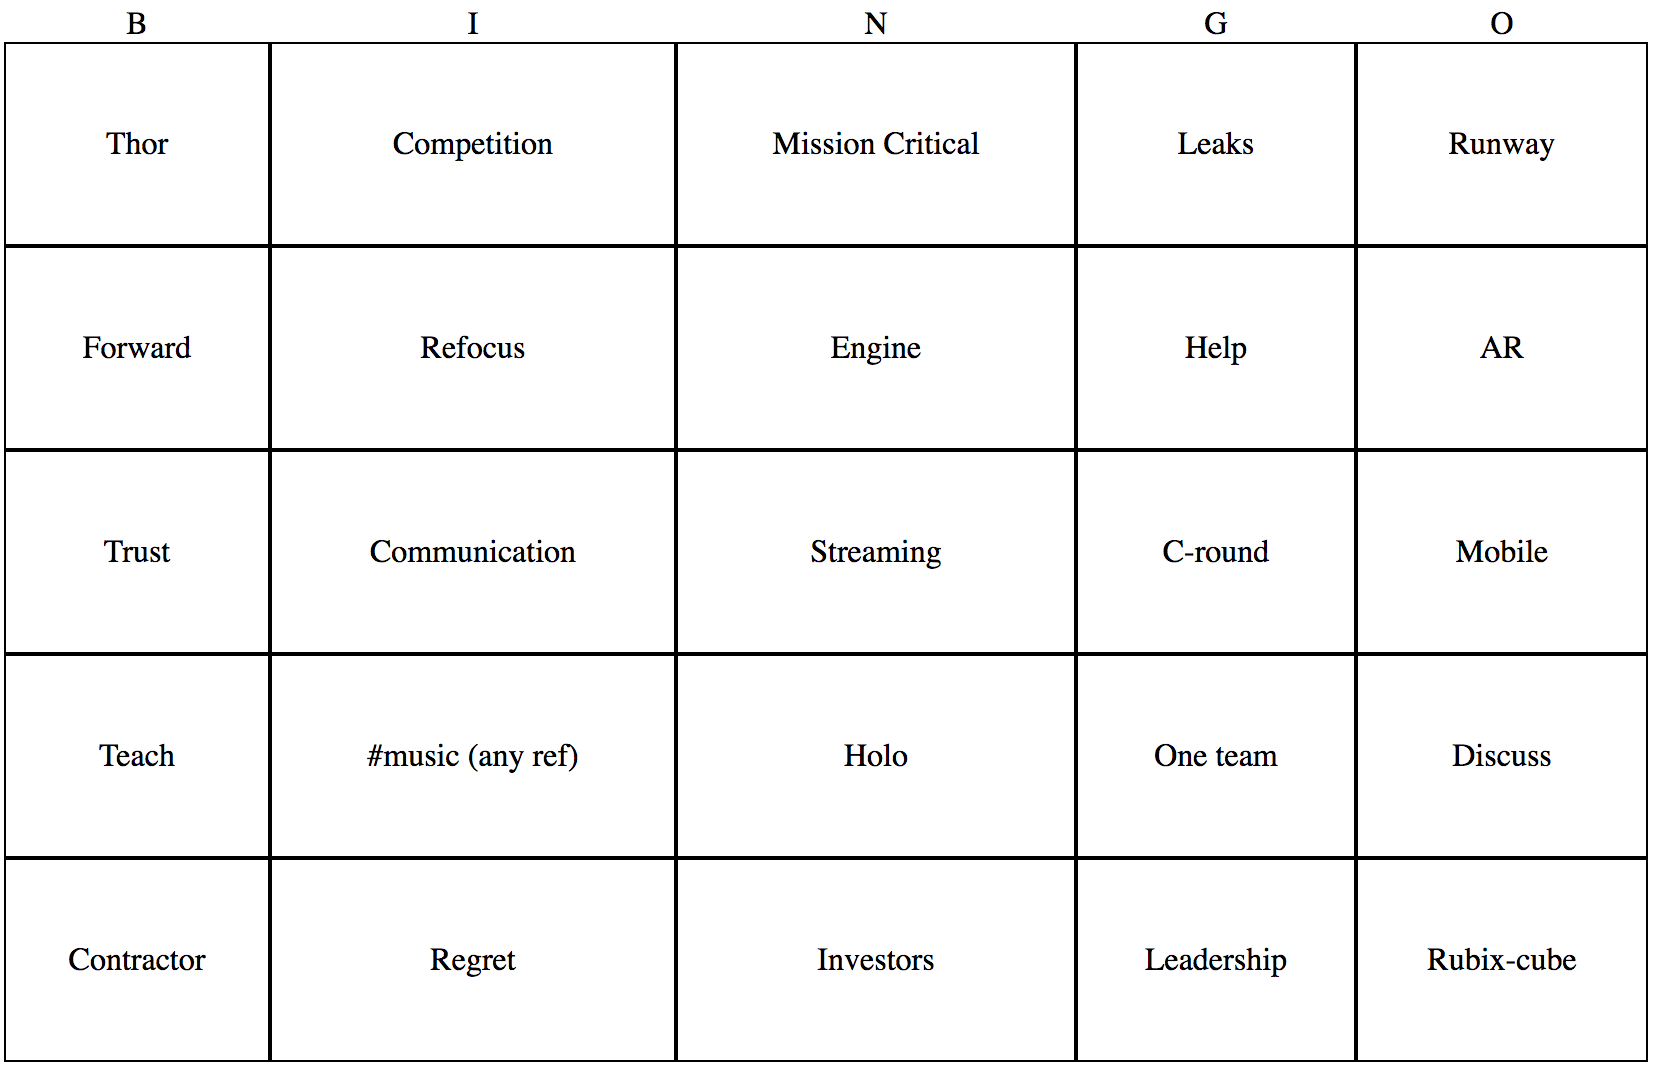 B I N G O
Thor Competition Mission Critical Leaks Runway
Forward Refocus Engine Help AR
Trust Communication Streaming C-round Mobile
Teach #music (any ref) Holo One team Discuss
Contractor Regret Investors Leadership Rubix-cube